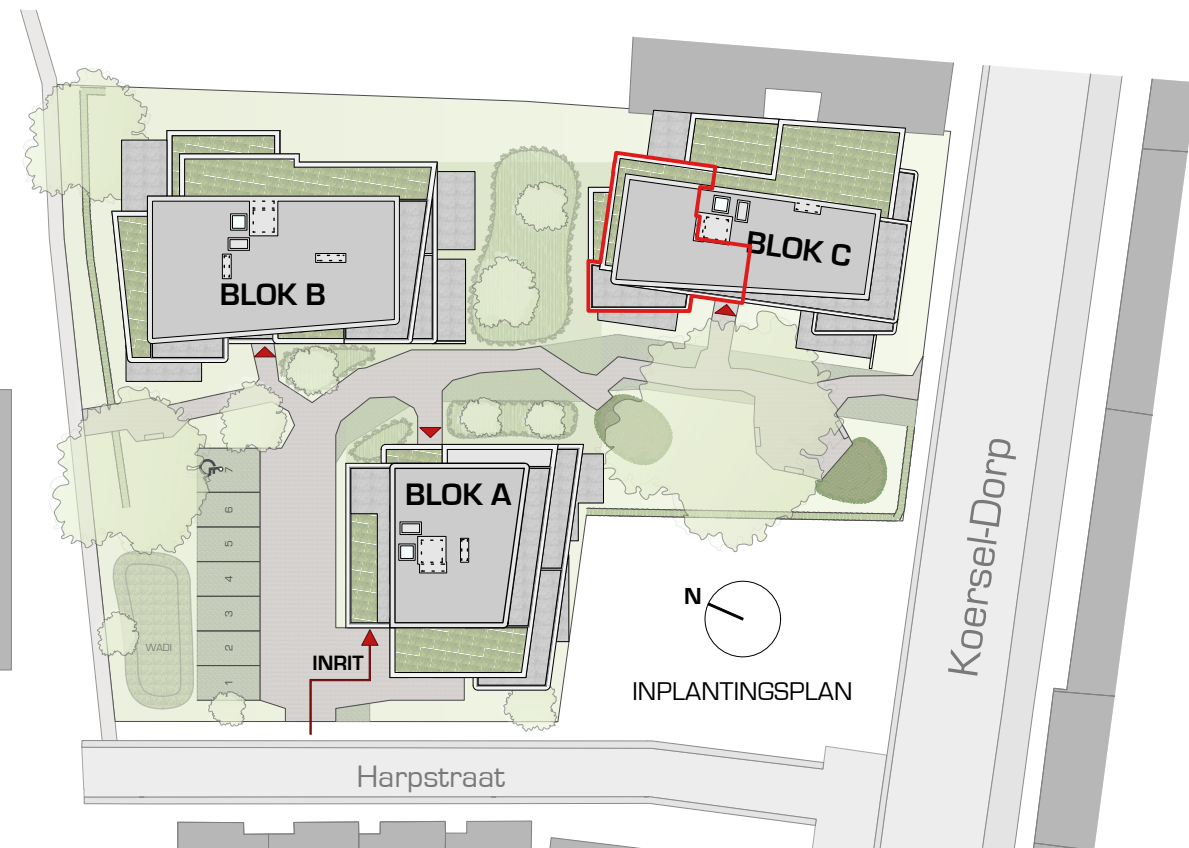 BLOK B
BLOK C
BLOK A
7
6
5
4
3
2
1
WADI
INRIT
N
INPLANTINGSPLAN
Koersel-Dorp
Harpstraat